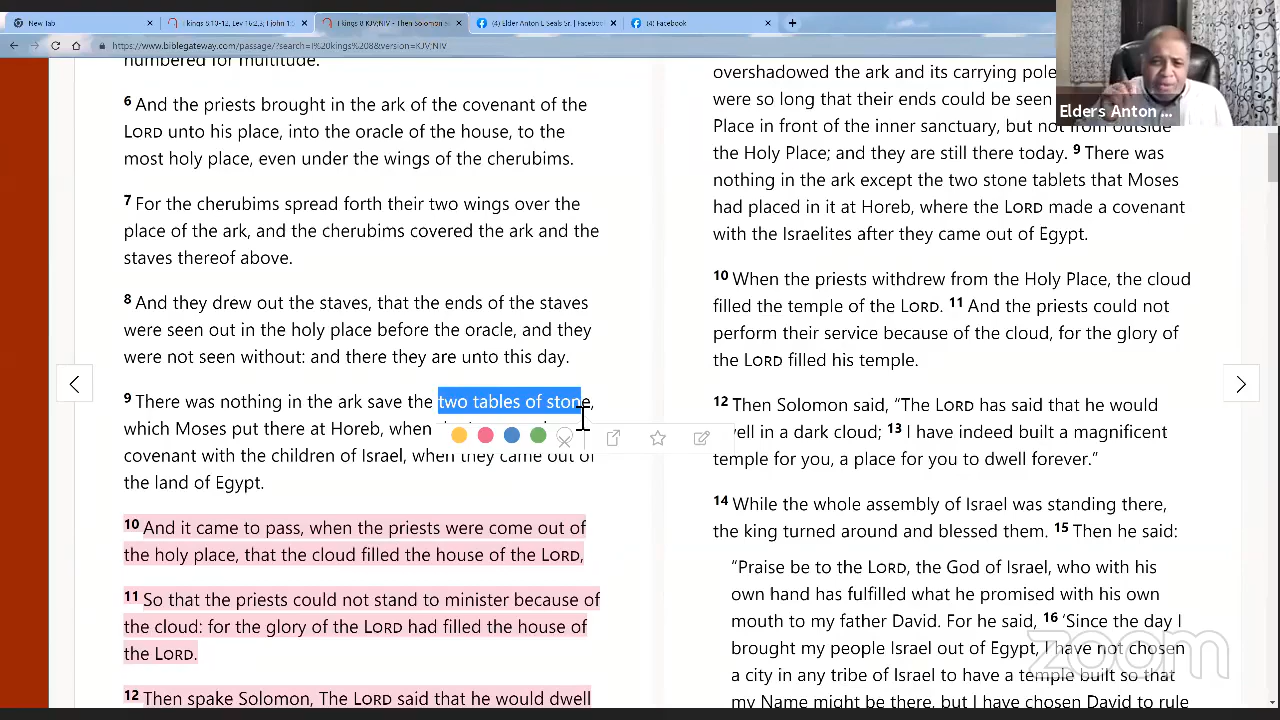 New Tab
I kings 8:10-12, Lev 16:2,3; I john 1:5
I kings 8 KJV;NIV - Then Solomon s
(4) Elder Anton L Seals Sr. | Facebook
(4) Facebook
https://www.biblegateway.com/passage/?search=I%20kings%208&version=KJV;NIV
Elders Anton ...
numbered for multitude.
6 And the priests brought in the ark of the covenant of the
LORD unto his place, into the oracle of the house, to the
most holy place, even under the wings of the cherubims.
7 For the cherubims spread forth their two wings over the
place of the ark, and the cherubims covered the ark and the
staves thereof above.
8 And they drew out the staves, that the ends of the staves
were seen out in the holy place before the oracle, and they
were not seen without: and there they are unto this day.
9 There was nothing in the ark save the two tables of stone,
which Moses put there at Horeb, when
covenant with the children of Israel, when they came out of
the land of Egypt.
10 And it came to pass, when the priests were come out of
the holy place, that the cloud filled the house of the LORD,
11 So that the priests could not stand to minister because of
the cloud: for the glory of the LORD had filled the house of
the LORD.
12 Then spake Solomon, The LORD said that he would dwell
overshadowed the ark and its carrying pole
were so long that their ends could be seen
Place in front of the inner sanctuary, but not from outside
the Holy Place; and they are still there today. 9 There was
nothing in the ark except the two stone tablets that Moses
had placed in it at Horeb, where the LORD made a covenant
with the Israelites after they came out of Egypt.
10 When the priests withdrew from the Holy Place, the cloud
filled the temple of the LORD. 11 And the priests could not
perform their service because of the cloud, for the glory of
the LORD filled his temple.
12 Then Solomon said, “The LORD has said that he would
well in a dark cloud; 13 I have indeed built a magnificent
temple for you, a place for you to dwell forever.”
14 While the whole assembly of Israel was standing there,
the king turned around and blessed them. 15 Then he said:
“Praise be to the LORD, the God of Israel, who with his
own hand has fulfilled what he promised with his own
mouth to my father David. For he said, 16 ‘Since the day I
brought my people Israel out of Egypt, I have not chosen
a city in any tribe of Israel to have a temple built so that
my Name might be there, but I have chosen David to rule
zoom